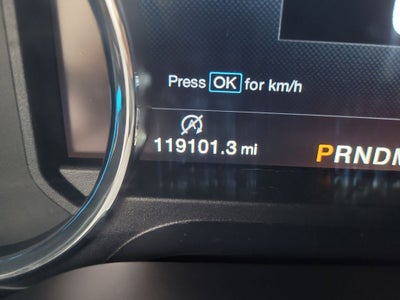 Press OK for km/h
119101.3 mi
PRNDM